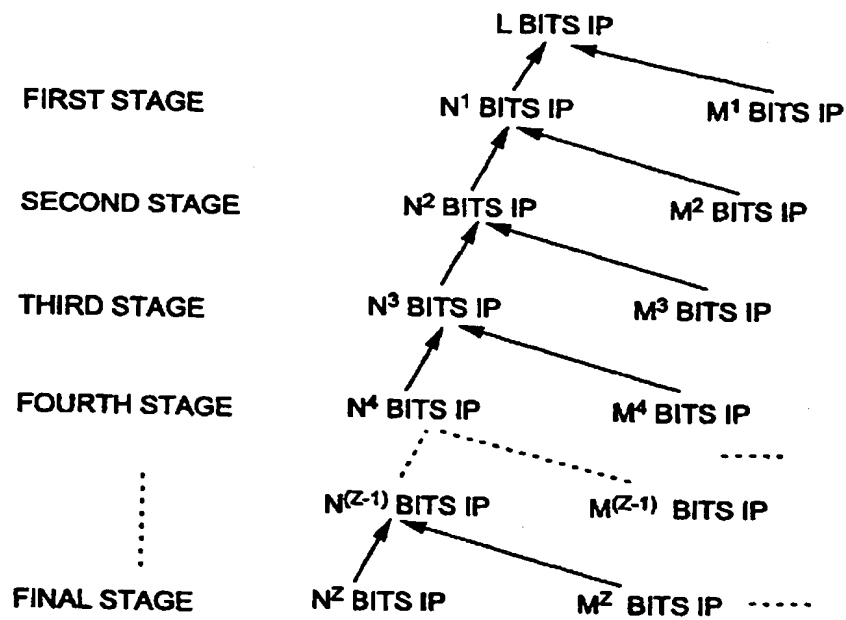 L BITS IP
FIRST STAGE N¹ BITS IP M¹ BITS IP
SECOND STAGE N² BITS IP M² BITS IP
THIRD STAGE N³ BITS IP M³ BITS IP
FOURTH STAGE N⁴ BITS IP M⁴ BITS IP
N⁽ᶻ⁻¹⁾ BITS IP M⁽ᶻ⁻¹⁾ BITS IP
FINAL STAGE Nᶻ BITS IP Mᶻ BITS IP